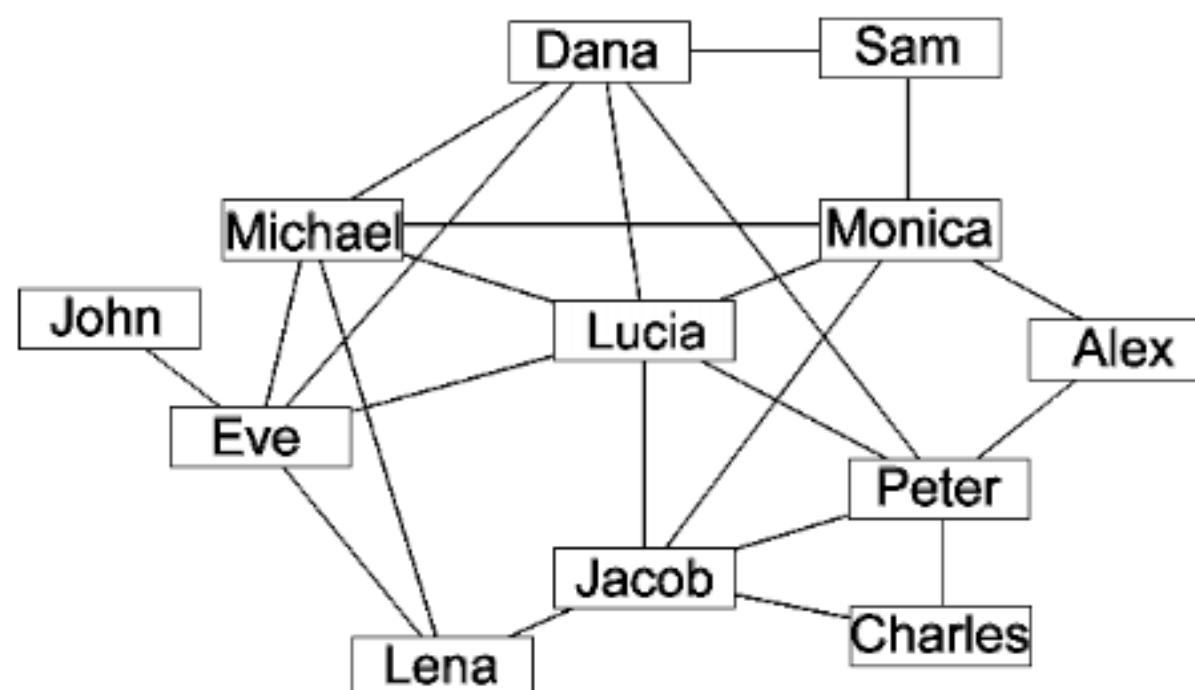 Dana
Sam
Michael
Monica
John
Lucia
Alex
Eve
Peter
Jacob
Charles
Lena